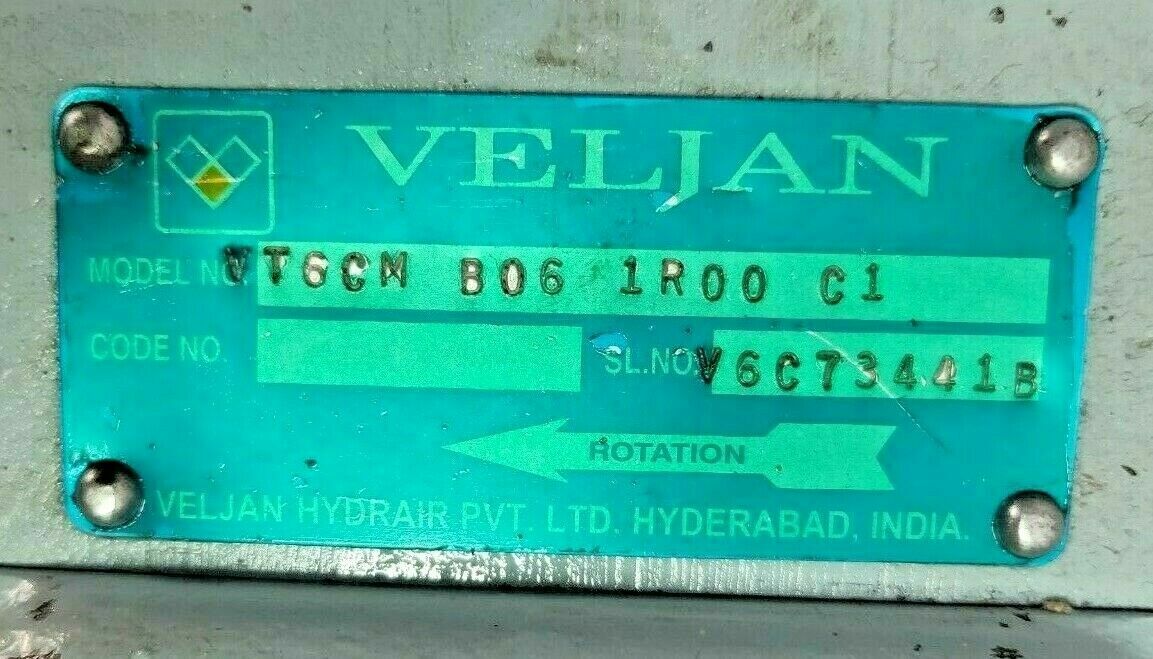 VELJAN
MODEL NO. VT6CM B06 1R00 C1
CODE NO. SL.NO. V6C73441B
ROTATION
VELJAN HYDRAIR PVT. LTD. HYDERABAD, INDIA.